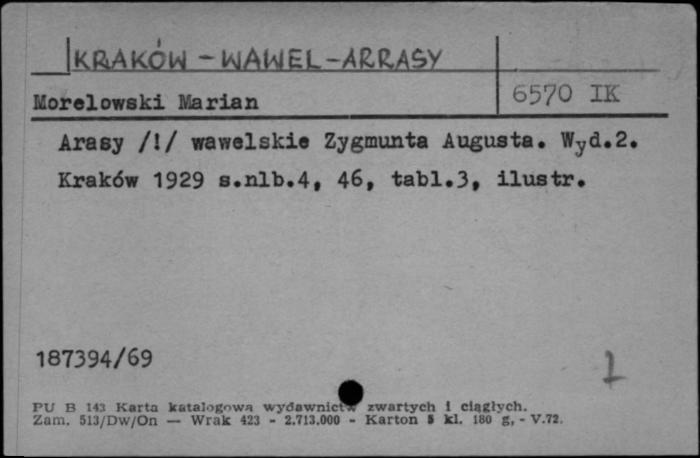 KRAKÓW - WAWEL - ARRASY
Morelowski Marian
6570 IK
Arasy /!/ wawelskie Zygmunta Augusta. Wyd.2.
Kraków 1929 s.nlb.4, 46, tabl.3, ilustr.
187394/69
1
PU B 143 Karta katalogowa wydawnictw zwartych i ciągłych.
Zam. 513/Dw/On — Wrak 423 - 2.713.000 - Karton 5 kl. 180 g, - V.72.